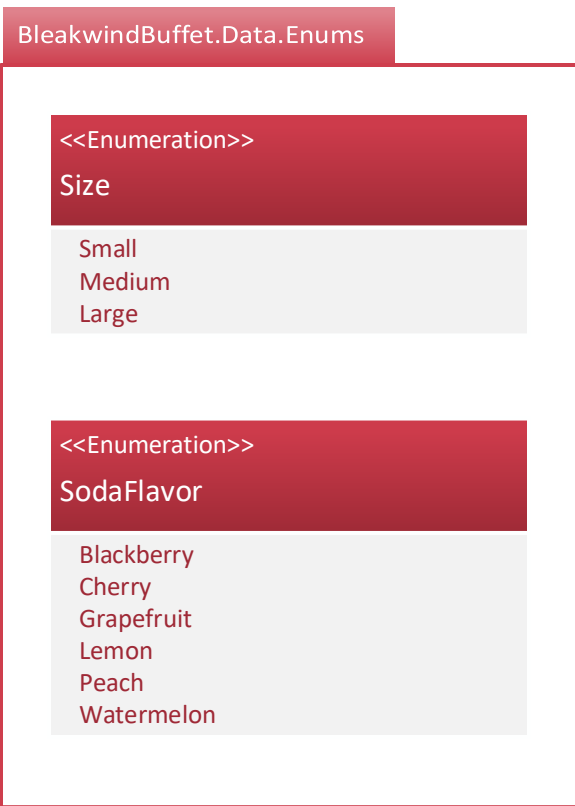 BleakwindBuffet.Data.Enums
<<Enumeration>>
Size
Small
Medium
Large
<<Enumeration>>
SodaFlavor
Blackberry
Cherry
Grapefruit
Lemon
Peach
Watermelon